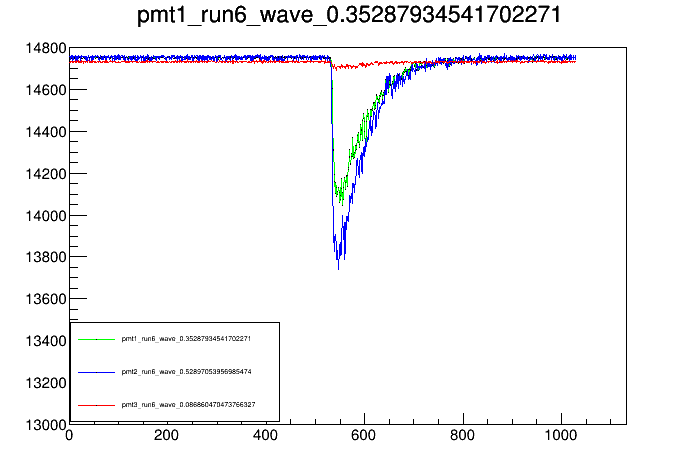 pmt1_run6_wave_0.35287934541702271
14800
14600
14400
14200
14000
13800
13600
13400
13200
13000
pmt1_run6_wave_0.35287934541702271
pmt2_run6_wave_0.52897053956985474
pmt3_run6_wave_0.086860470473766327
0 200 400 600 800 1000